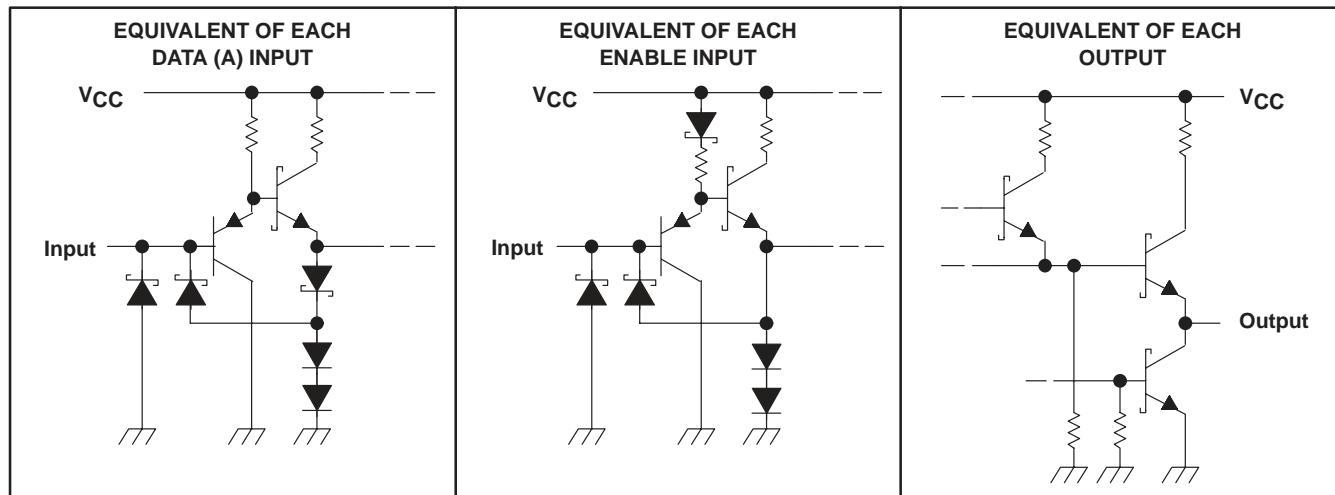 EQUIVALENT OF EACH
DATA (A) INPUT
VCC
Input
EQUIVALENT OF EACH
ENABLE INPUT
VCC
Input
EQUIVALENT OF EACH
OUTPUT
VCC
Output